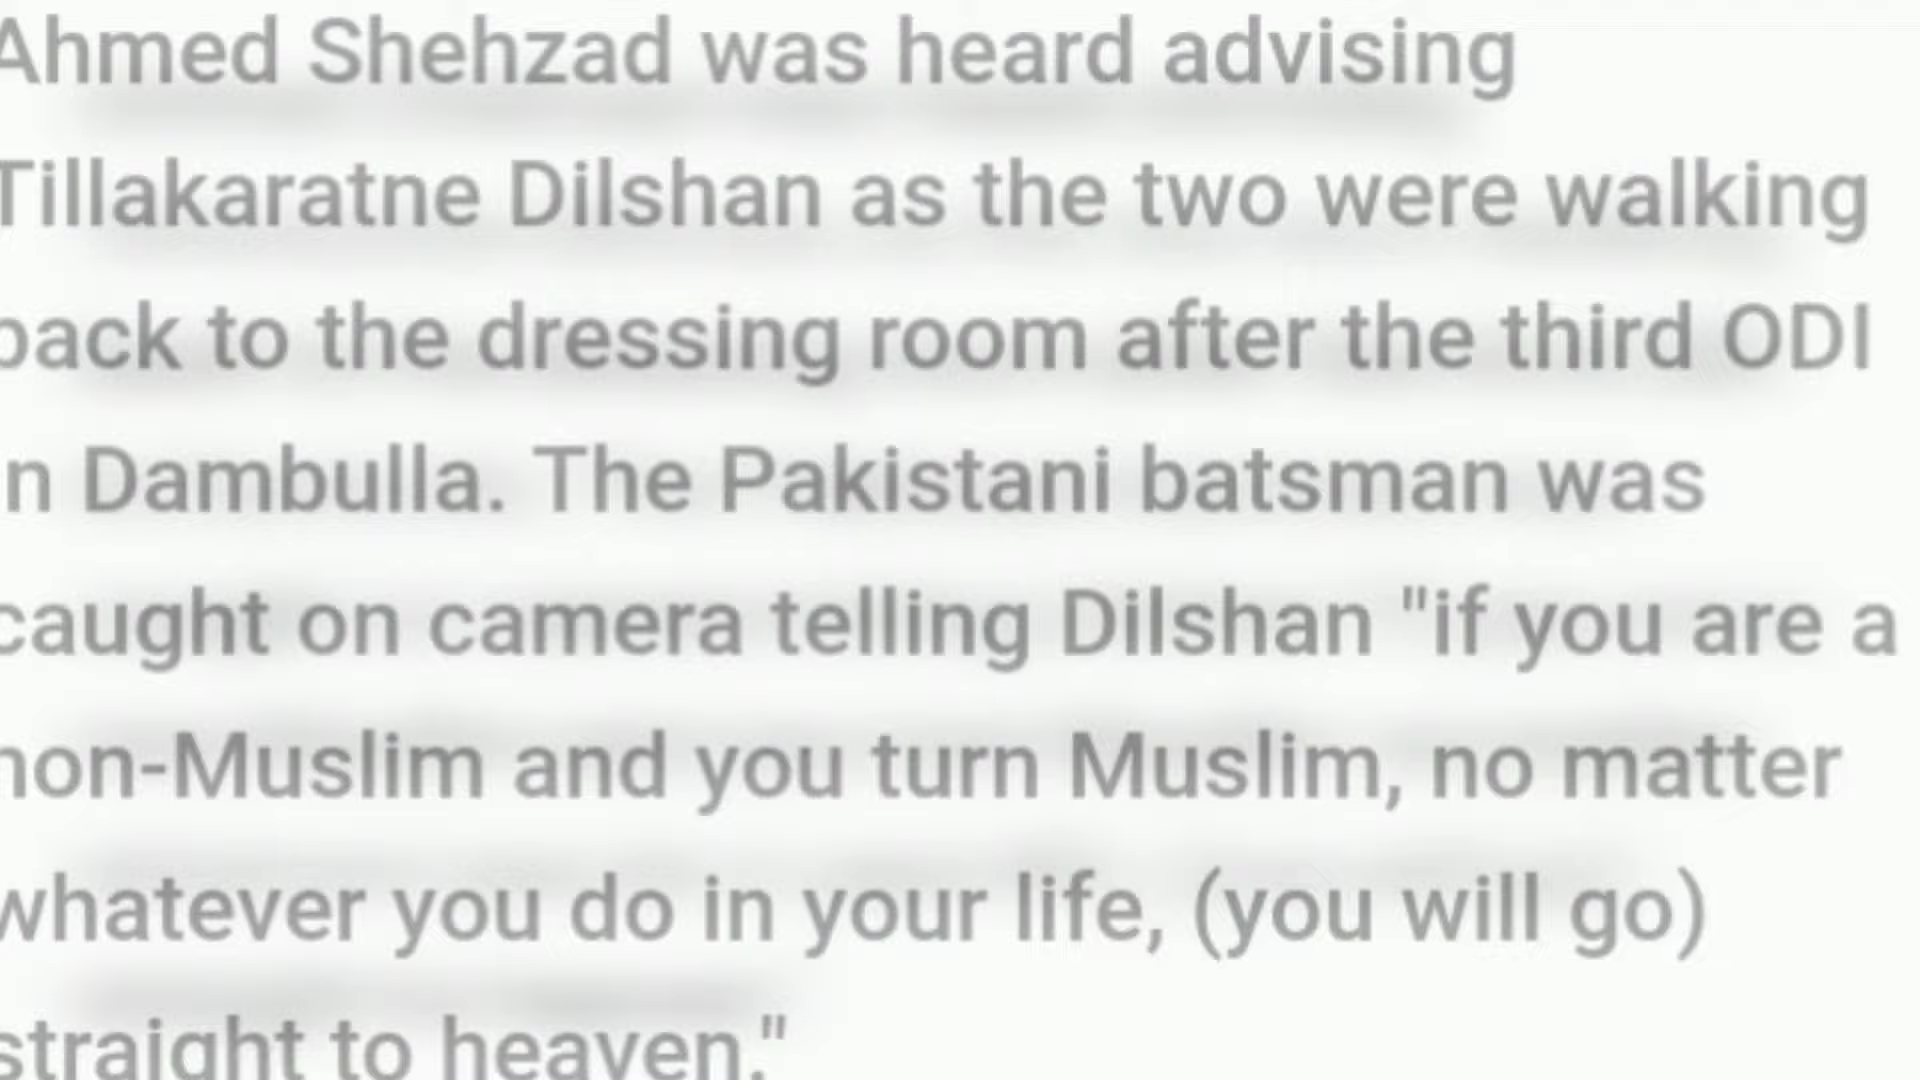 Ahmed Shehzad was heard advising
Tillakaratne Dilshan as the two were walking
back to the dressing room after the third ODI
in Dambulla. The Pakistani batsman was
caught on camera telling Dilshan "if you are a
non-Muslim and you turn Muslim, no matter
whatever you do in your life, (you will go)
straight to heaven."